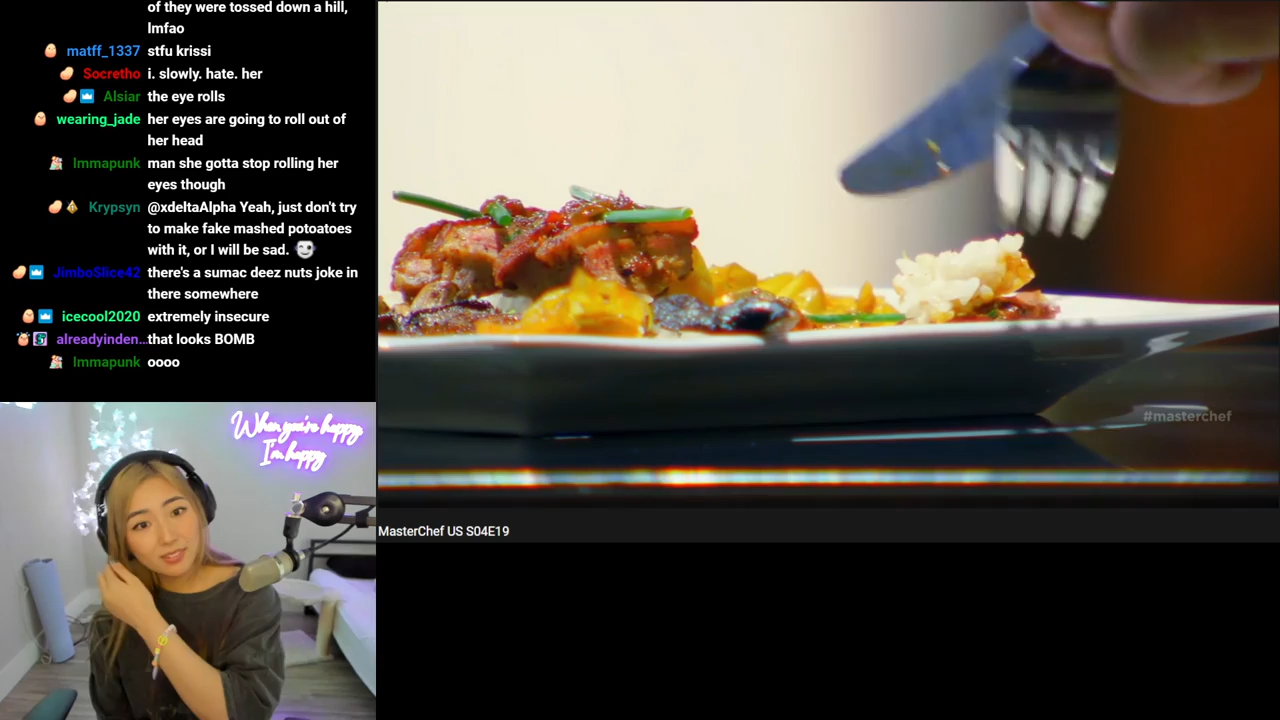 of they were tossed down a hill,
lmfao
matff_1337 stfu krissi
Socretho i. slowly. hate. her
Alsiar the eye rolls
wearing_jade her eyes are going to roll out of
her head
Immapunk man she gotta stop rolling her
eyes though
Krypsyn @xdeltaAlpha Yeah, just don't try
to make fake mashed potoatoes
with it, or I will be sad.
JimboSlice42 there's a sumac deez nuts joke in
there somewhere
icecool2020 extremely insecure
alreadyinden... that looks BOMB
Immapunk oooo
When you're happy
I'm happy
#masterchef
MasterChef US S04E19